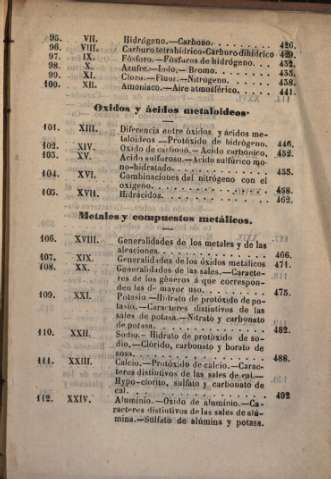 95. VII. Hidrógeno.—Carboso. . . . . . . . . . 426.
96. VIII. Carburo tetrahídrico-Carburo dihídrico 429.
97. IX. Fósforo.—Fósfuros de hidrógeno. . . 432.
98. X. Azufre.—Iodo.—Bromo. . . . . . . . 435.
99. XI. Cloro.—Fluor.—Nitrógeno. . . . . . . 438.
100. XII. Amoniaco.—Aire atmosférico. . . . . 441.
Oxidos y ácidos metaloideos
101. XIII. Diferencia entre óxidos y ácidos me-
taloideos —Protóxido de hidrógeno. 446.
102. XIV. Oxido de carbono.—Acido carbonico. 452.
103. XV. Acido sulfuroso.—Acido sulfúrico mo-
no-hidratado. . . . . . . . . . . . . 455.
104. XVI. Combinaciones del nitrógeno con el
oxígeno. . . . . . . . . . . . . . . 458.
105. XVII. Hidrácidos. . . . . . . . . . . . . . 462.
Metales y compuestos metálicos.
106. XVIII. Generalidades de los metales y de las
aleaciones. . . . . . . . . . . . . . 466.
107. XIX. Generalidades de los óxidos metálicos 471.
108. XX. Generalidades de las sales.—Caracte-
res de los géneros á que correspon-
den las de mayor uso. . . . . . . . . 475.
109. XXI. Potasio.—Hidrato de protóxido de po-
tasio.—Caracteres distintivos de las
sales de potasa.—Nitrato y carbonato
de potasa. . . . . . . . . . . . . . 482.
110. XXII. Sodio.- Hidrato de protóxido de so-
dio,—Clórido, carbonato y borato de
sosa. . . . . . . . . . . . . . . . . 486.
111. XXIII. Calcio.—Protóxido de calcio.—Carac-
teres distintivos de las sales de cal.—
Hypo-clorito, sulfato y carbonato de
cal. . . . . . . . . . . . . . . . . . 492
112. XXIV. Aluminio.—Oxido de aluminio.—Ca-
racteres distintivos de las sales de alú-
mina.—Sulfato de alúmina y potasa.